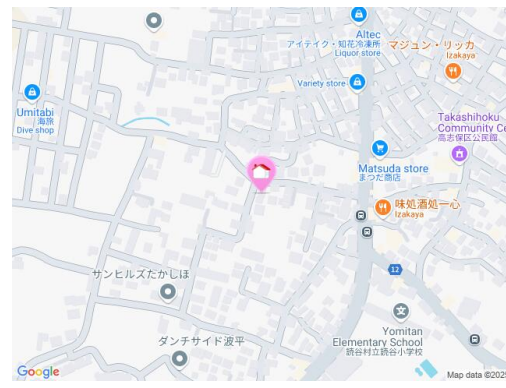 Altec
アイテイク・知花冷凍所
Liquor store
マジュン・リッカ
Izakaya
Variety store
Umitabi
海旅
Dive shop
Takashihoku
Community Ce
高志保区公民館
Matsuda store
まつだ商店
味処酒処一心
Izakaya
サンヒルズたかしほ
12
Yomitan
Elementary School
読谷村立読谷小学校
ダンチサイド波平
Google
Map data ©202